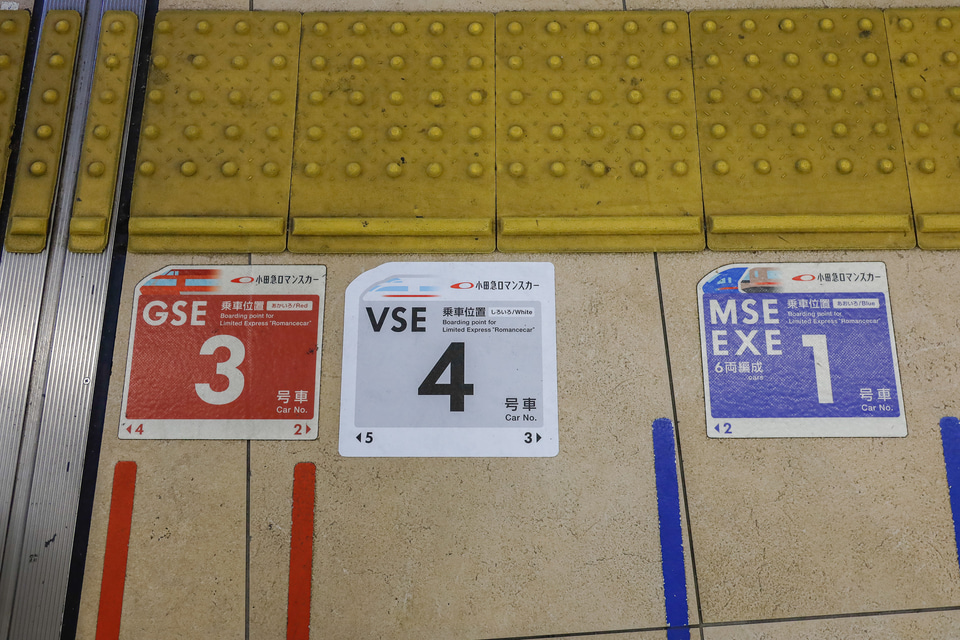 小田急ロマンスカー
GSE 乗車位置 あかいろ/Red
Boarding point for
Limited Express "Romancecar"
3
号車
Car No.
◀4 2▶
小田急ロマンスカー
VSE 乗車位置 しろいろ/White
Boarding point for
Limited Express "Romancecar"
4
号車
Car No.
◀5 3▶
小田急ロマンスカー
MSE 乗車位置 あおいろ/Blue
Boarding point for
Limited Express "Romancecar"
EXE
6両編成
cars
1
号車
Car No.
◀2